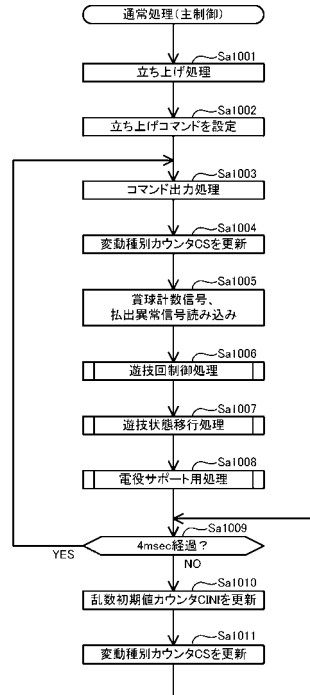 通常処理(主制御)
Sa1001
立ち上げ処理
Sa1002
立ち上げコマンドを設定
Sa1003
コマンド出力処理
Sa1004
変動種別カウンタCSを更新
Sa1005
賞球計数信号、
払出異常信号読み込み
Sa1006
遊技回制御処理
Sa1007
遊技状態移行処理
Sa1008
電役サポート用処理
Sa1009
4msec経過?
YES
NO
Sa1010
乱数初期値カウンタCINIを更新
Sa1011
変動種別カウンタCSを更新